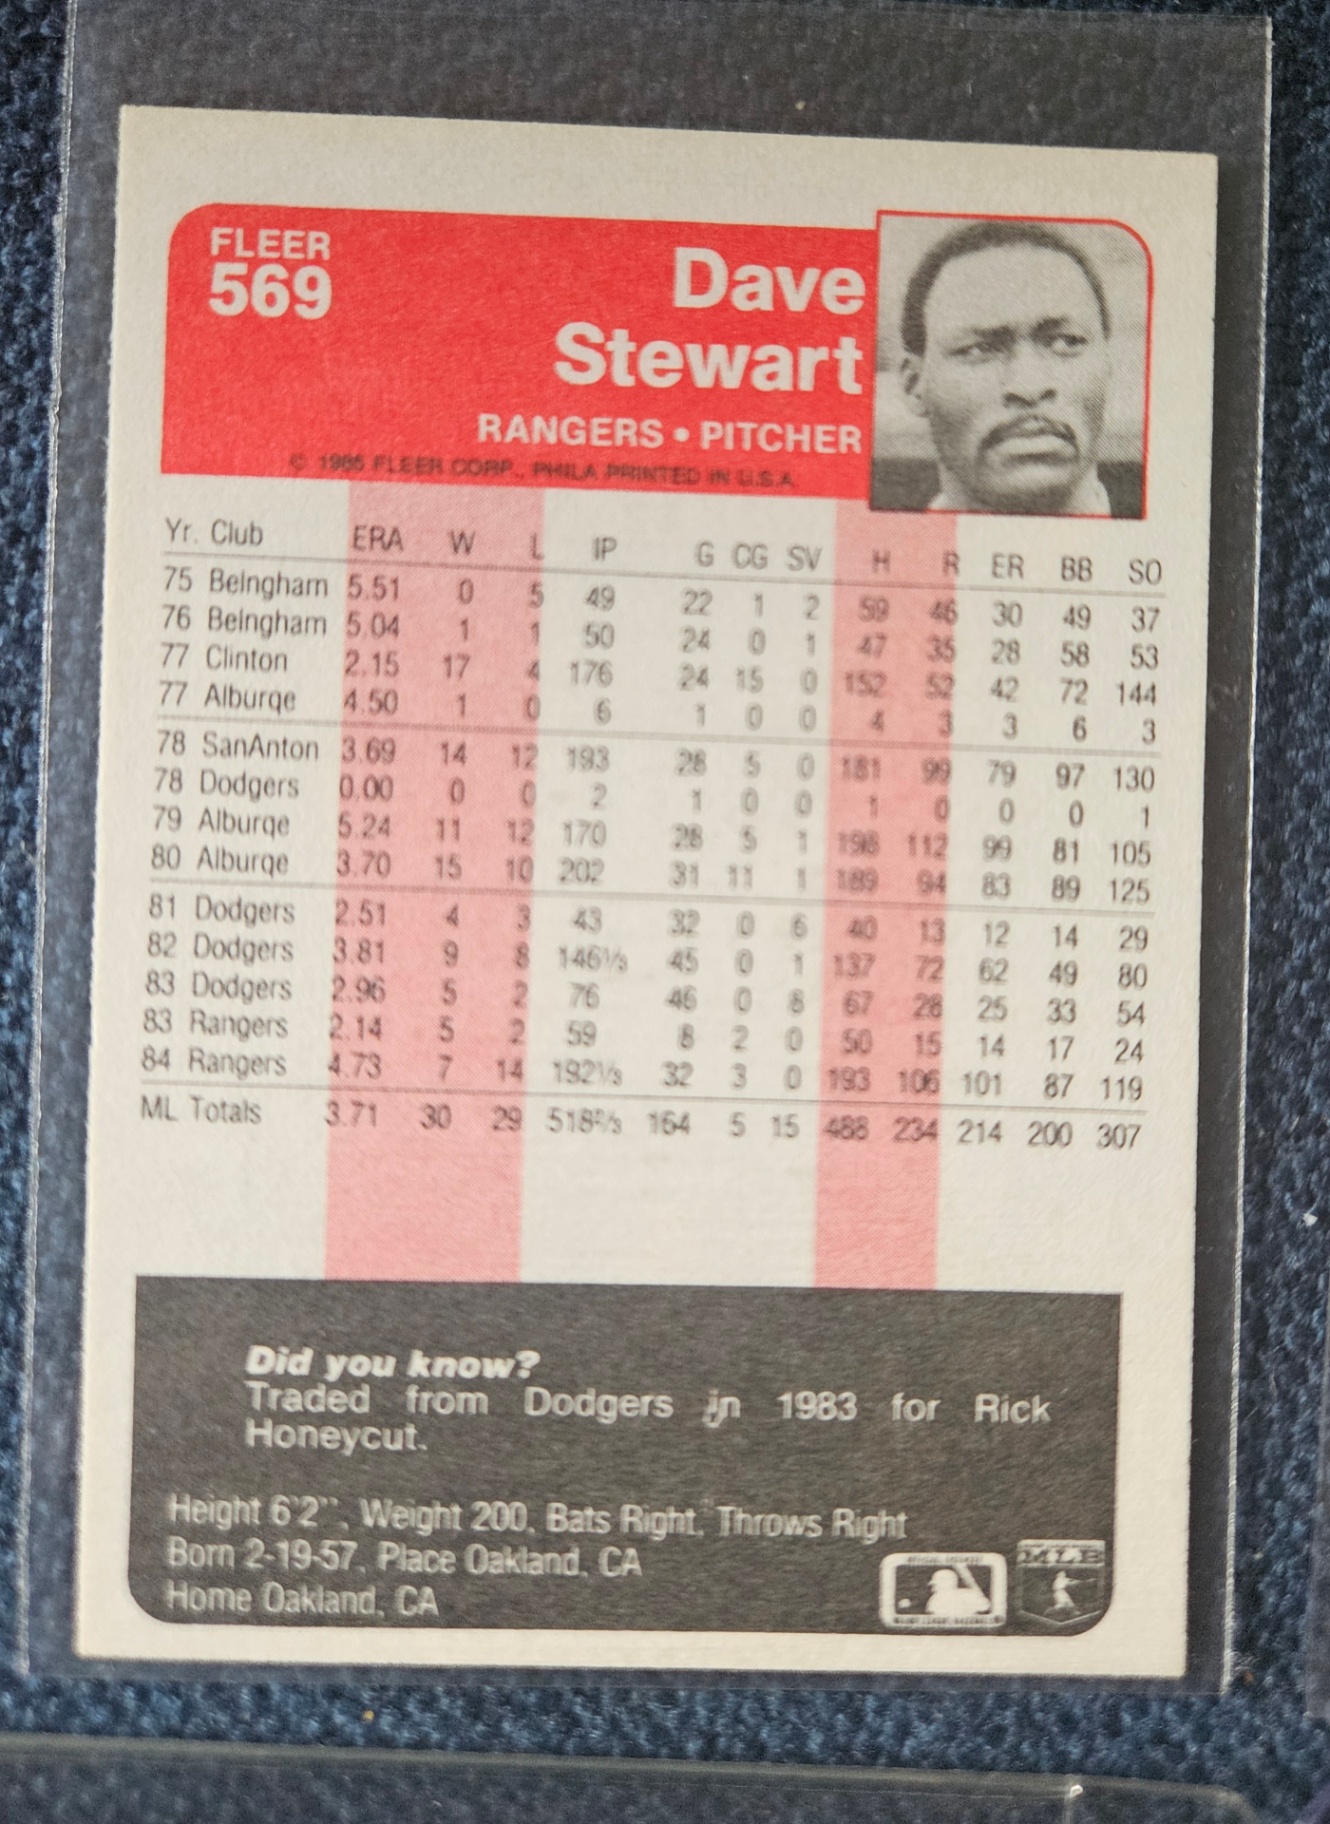 FLEER
569
Dave
Stewart
RANGERS • PITCHER
© 1985 FLEER CORP., PHILA PRINTED IN U.S.A.
Yr. Club ERA W L IP G CG SV H R ER BB SO
75 Belngham 5.51 0 5 49 22 1 2 59 46 30 49 37
76 Belngham 5.04 1 1 50 24 0 1 47 35 28 58 53
77 Clinton 2.15 17 4 176 24 15 0 152 52 42 72 144
77 Alburqe 4.50 1 0 6 1 0 0 4 3 3 6 3
78 SanAnton 3.69 14 12 193 28 5 0 181 99 79 97 130
78 Dodgers 0.00 0 0 2 1 0 0 1 0 0 0 1
79 Alburqe 5.24 11 12 170 28 5 1 198 112 99 81 105
80 Alburqe 3.70 15 10 202 31 11 1 189 94 83 89 125
81 Dodgers 2.51 4 3 43 32 0 6 40 13 12 14 29
82 Dodgers 3.81 9 8 146⅓ 45 0 1 137 72 62 49 80
83 Dodgers 2.96 5 2 76 46 0 8 67 28 25 33 54
83 Rangers 2.14 5 2 59 8 2 0 50 15 14 17 24
84 Rangers 4.73 7 14 192⅓ 32 3 0 193 106 101 87 119
ML Totals 3.71 30 29 518⅔ 164 5 15 488 234 214 200 307
Did you know?
Traded from Dodgers in 1983 for Rick
Honeycut.
Height 6'2", Weight 200, Bats Right, Throws Right
Born 2-19-57, Place Oakland, CA
Home Oakland, CA
MLB